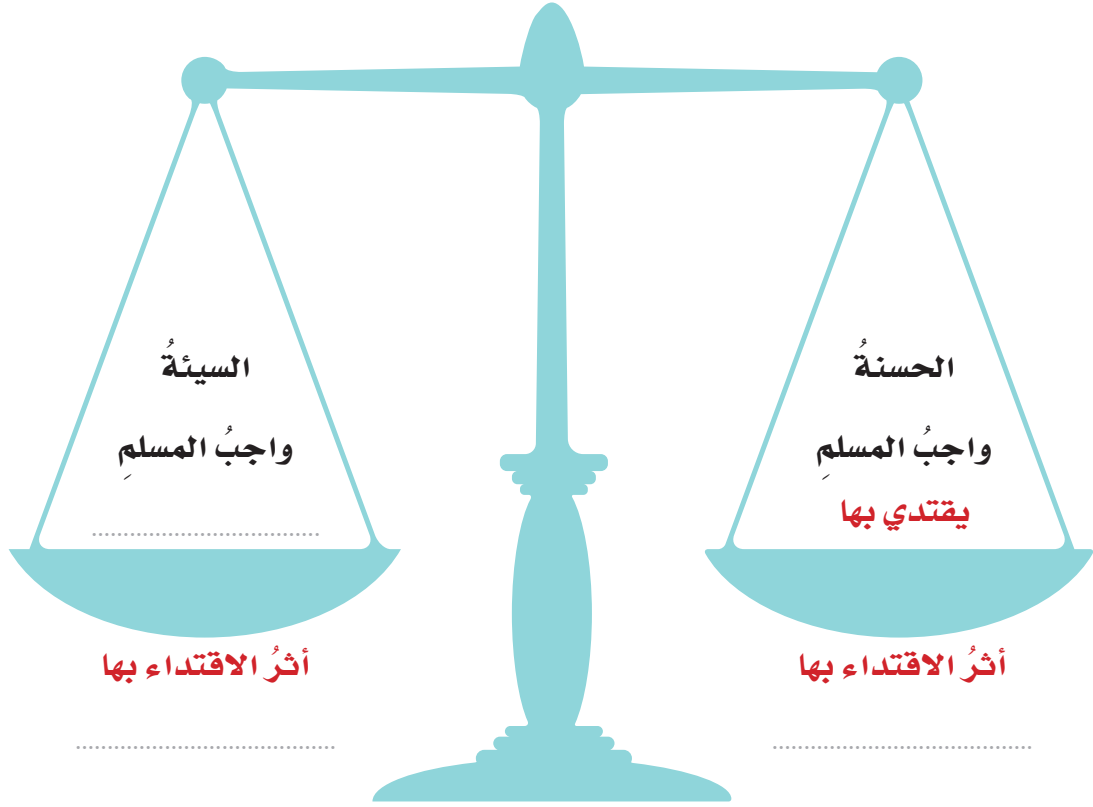 الحسنةُ
واجبُ المسلمِ
يقتدي بها
أثرُ الاقتداء بها
................................
السيئةُ
واجبُ المسلمِ
................................
أثرُ الاقتداء بها
................................